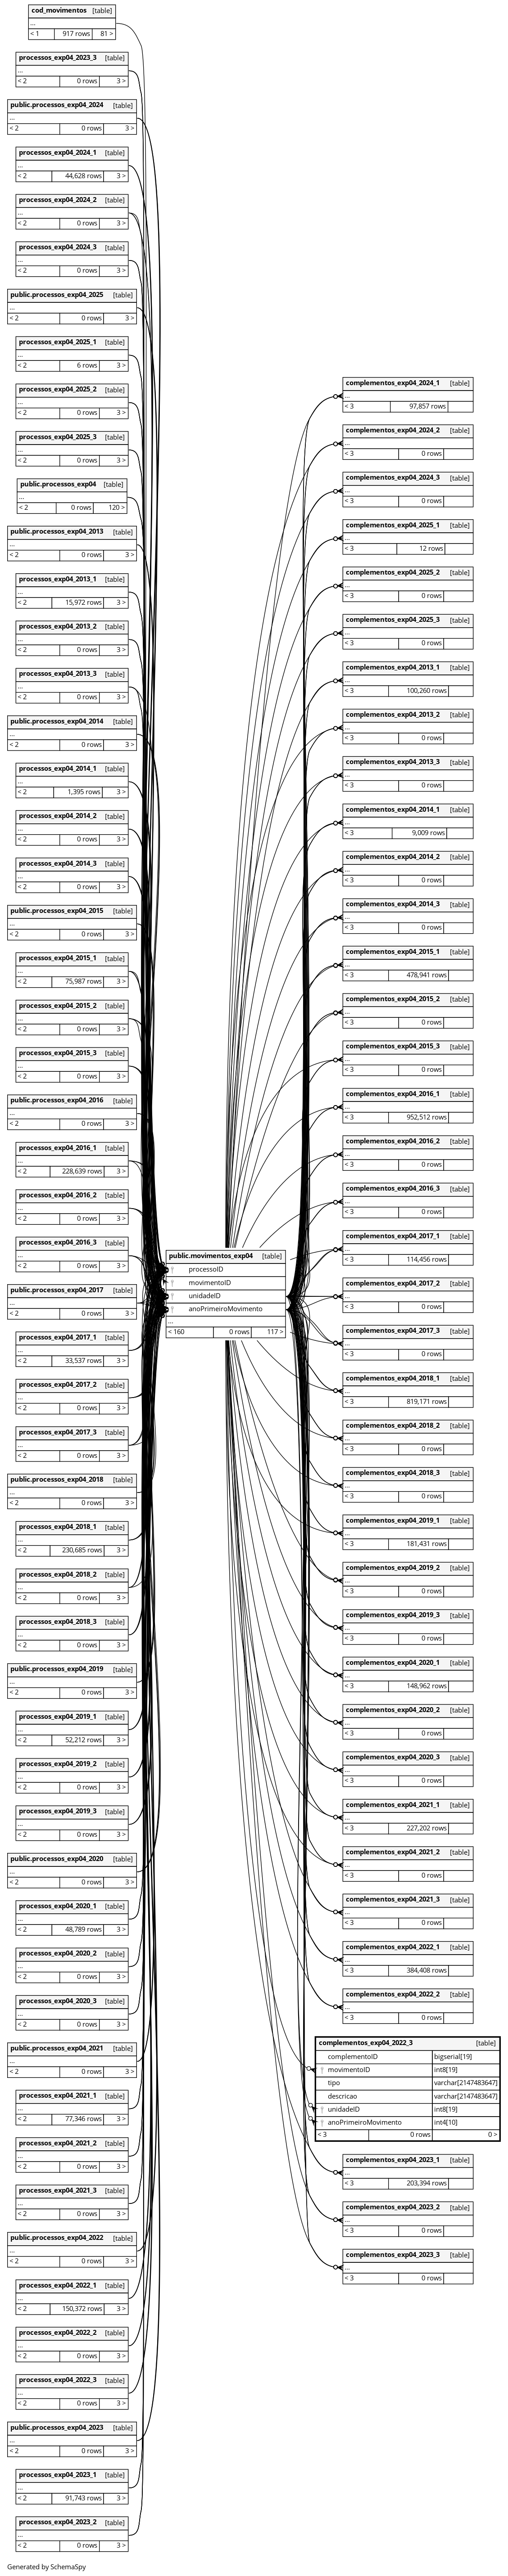 cod_movimentos [table]
...
< 1 917 rows 81 >
processos_exp04_2023_3 [table]
...
< 2 0 rows 3 >
public.processos_exp04_2024 [table]
...
< 2 0 rows 3 >
processos_exp04_2024_1 [table]
...
< 2 44,628 rows 3 >
processos_exp04_2024_2 [table]
...
< 2 0 rows 3 >
processos_exp04_2024_3 [table]
...
< 2 0 rows 3 >
public.processos_exp04_2025 [table]
...
< 2 0 rows 3 >
processos_exp04_2025_1 [table]
...
< 2 6 rows 3 >
processos_exp04_2025_2 [table]
...
< 2 0 rows 3 >
processos_exp04_2025_3 [table]
...
< 2 0 rows 3 >
public.processos_exp04 [table]
...
< 2 0 rows 120 >
public.processos_exp04_2013 [table]
...
< 2 0 rows 3 >
processos_exp04_2013_1 [table]
...
< 2 15,972 rows 3 >
processos_exp04_2013_2 [table]
...
< 2 0 rows 3 >
processos_exp04_2013_3 [table]
...
< 2 0 rows 3 >
public.processos_exp04_2014 [table]
...
< 2 0 rows 3 >
processos_exp04_2014_1 [table]
...
< 2 1,395 rows 3 >
processos_exp04_2014_2 [table]
...
< 2 0 rows 3 >
processos_exp04_2014_3 [table]
...
< 2 0 rows 3 >
public.processos_exp04_2015 [table]
...
< 2 0 rows 3 >
processos_exp04_2015_1 [table]
...
< 2 75,987 rows 3 >
processos_exp04_2015_2 [table]
...
< 2 0 rows 3 >
processos_exp04_2015_3 [table]
...
< 2 0 rows 3 >
public.processos_exp04_2016 [table]
...
< 2 0 rows 3 >
processos_exp04_2016_1 [table]
...
< 2 228,639 rows 3 >
processos_exp04_2016_2 [table]
...
< 2 0 rows 3 >
processos_exp04_2016_3 [table]
...
< 2 0 rows 3 >
public.processos_exp04_2017 [table]
...
< 2 0 rows 3 >
processos_exp04_2017_1 [table]
...
< 2 33,537 rows 3 >
processos_exp04_2017_2 [table]
...
< 2 0 rows 3 >
processos_exp04_2017_3 [table]
...
< 2 0 rows 3 >
public.processos_exp04_2018 [table]
...
< 2 0 rows 3 >
processos_exp04_2018_1 [table]
...
< 2 230,685 rows 3 >
processos_exp04_2018_2 [table]
...
< 2 0 rows 3 >
processos_exp04_2018_3 [table]
...
< 2 0 rows 3 >
public.processos_exp04_2019 [table]
...
< 2 0 rows 3 >
processos_exp04_2019_1 [table]
...
< 2 52,212 rows 3 >
processos_exp04_2019_2 [table]
...
< 2 0 rows 3 >
processos_exp04_2019_3 [table]
...
< 2 0 rows 3 >
public.processos_exp04_2020 [table]
...
< 2 0 rows 3 >
processos_exp04_2020_1 [table]
...
< 2 48,789 rows 3 >
processos_exp04_2020_2 [table]
...
< 2 0 rows 3 >
processos_exp04_2020_3 [table]
...
< 2 0 rows 3 >
public.processos_exp04_2021 [table]
...
< 2 0 rows 3 >
processos_exp04_2021_1 [table]
...
< 2 77,346 rows 3 >
processos_exp04_2021_2 [table]
...
< 2 0 rows 3 >
processos_exp04_2021_3 [table]
...
< 2 0 rows 3 >
public.processos_exp04_2022 [table]
...
< 2 0 rows 3 >
processos_exp04_2022_1 [table]
...
< 2 150,372 rows 3 >
processos_exp04_2022_2 [table]
...
< 2 0 rows 3 >
processos_exp04_2022_3 [table]
...
< 2 0 rows 3 >
public.processos_exp04_2023 [table]
...
< 2 0 rows 3 >
processos_exp04_2023_1 [table]
...
< 2 91,743 rows 3 >
processos_exp04_2023_2 [table]
...
< 2 0 rows 3 >
public.movimentos_exp04 [table]
processoID
movimentoID
unidadeID
anoPrimeiroMovimento
...
< 160 0 rows 117 >
complementos_exp04_2024_1 [table]
...
< 3 97,857 rows
complementos_exp04_2024_2 [table]
...
< 3 0 rows
complementos_exp04_2024_3 [table]
...
< 3 0 rows
complementos_exp04_2025_1 [table]
...
< 3 12 rows
complementos_exp04_2025_2 [table]
...
< 3 0 rows
complementos_exp04_2025_3 [table]
...
< 3 0 rows
complementos_exp04_2013_1 [table]
...
< 3 100,260 rows
complementos_exp04_2013_2 [table]
...
< 3 0 rows
complementos_exp04_2013_3 [table]
...
< 3 0 rows
complementos_exp04_2014_1 [table]
...
< 3 9,009 rows
complementos_exp04_2014_2 [table]
...
< 3 0 rows
complementos_exp04_2014_3 [table]
...
< 3 0 rows
complementos_exp04_2015_1 [table]
...
< 3 478,941 rows
complementos_exp04_2015_2 [table]
...
< 3 0 rows
complementos_exp04_2015_3 [table]
...
< 3 0 rows
complementos_exp04_2016_1 [table]
...
< 3 952,512 rows
complementos_exp04_2016_2 [table]
...
< 3 0 rows
complementos_exp04_2016_3 [table]
...
< 3 0 rows
complementos_exp04_2017_1 [table]
...
< 3 114,456 rows
complementos_exp04_2017_2 [table]
...
< 3 0 rows
complementos_exp04_2017_3 [table]
...
< 3 0 rows
complementos_exp04_2018_1 [table]
...
< 3 819,171 rows
complementos_exp04_2018_2 [table]
...
< 3 0 rows
complementos_exp04_2018_3 [table]
...
< 3 0 rows
complementos_exp04_2019_1 [table]
...
< 3 181,431 rows
complementos_exp04_2019_2 [table]
...
< 3 0 rows
complementos_exp04_2019_3 [table]
...
< 3 0 rows
complementos_exp04_2020_1 [table]
...
< 3 148,962 rows
complementos_exp04_2020_2 [table]
...
< 3 0 rows
complementos_exp04_2020_3 [table]
...
< 3 0 rows
complementos_exp04_2021_1 [table]
...
< 3 227,202 rows
complementos_exp04_2021_2 [table]
...
< 3 0 rows
complementos_exp04_2021_3 [table]
...
< 3 0 rows
complementos_exp04_2022_1 [table]
...
< 3 384,408 rows
complementos_exp04_2022_2 [table]
...
< 3 0 rows
complementos_exp04_2022_3 [table]
complementoID bigserial[19]
movimentoID int8[19]
tipo varchar[2147483647]
descricao varchar[2147483647]
unidadeID int8[19]
anoPrimeiroMovimento int4[10]
< 3 0 rows 0 >
complementos_exp04_2023_1 [table]
...
< 3 203,394 rows
complementos_exp04_2023_2 [table]
...
< 3 0 rows
complementos_exp04_2023_3 [table]
...
< 3 0 rows
Generated by SchemaSpy